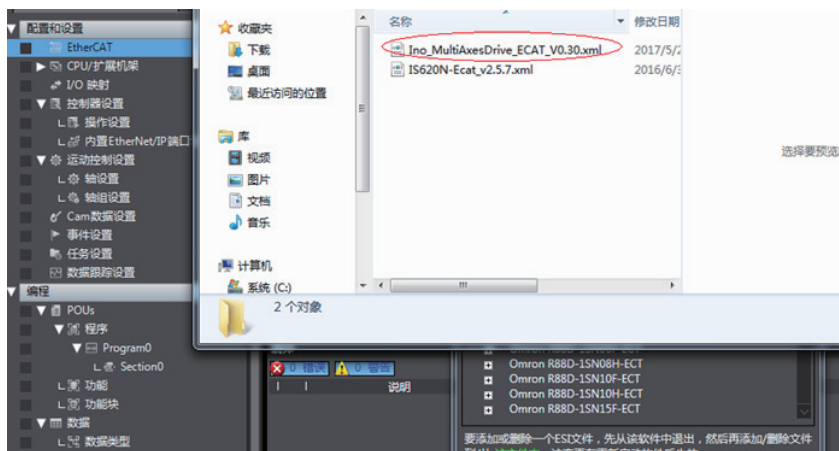 配置和设置
EtherCAT
CPU/扩展机架
I/O 映射
控制器设置
操作设置
内置EtherNet/IP端口
运动控制设置
轴设置
轴组设置
Cam数据设置
事件设置
任务设置
数据跟踪设置
编程
POUs
程序
Program0
Section0
功能
功能块
数据
数据类型
收藏夹
下载
桌面
最近访问的位置
库
视频
图片
文档
音乐
计算机
系统 (C:)
名称
修改日期
Ino_MultiAxesDrive_ECAT_V0.30.xml
2017/5/2
IS620N-Ecat_v2.5.7.xml
2016/6/
选择要预览
2 个对象
0 错误
0 警告
说明
Omron R88D-1SN08H-ECT
Omron R88D-1SN10F-ECT
Omron R88D-1SN10H-ECT
Omron R88D-1SN15F-ECT
要添加或删除一个ESI文件，先从该软件中退出，然后再添加/删除文件